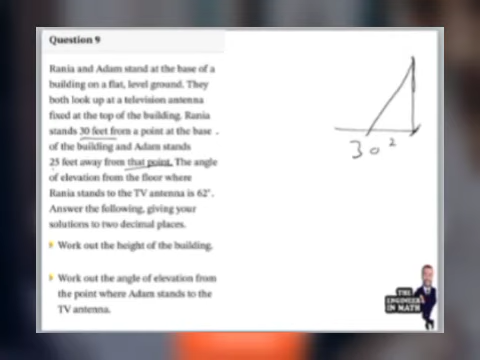 Question 9
Rania and Adam stand at the base of a
building on a flat, level ground. They
both look up at a television antenna
fixed at the top of the building. Rania
stands 30 feet from a point at the base
of the building and Adam stands
25 feet away from that point. The angle
of elevation from the floor where
Rania stands to the TV antenna is 62°.
Answer the following, giving your
solutions to two decimal places.
Work out the height of the building.
Work out the angle of elevation from
the point where Adam stands to the
TV antenna.
30
THE
ENGINEER
IN MATH